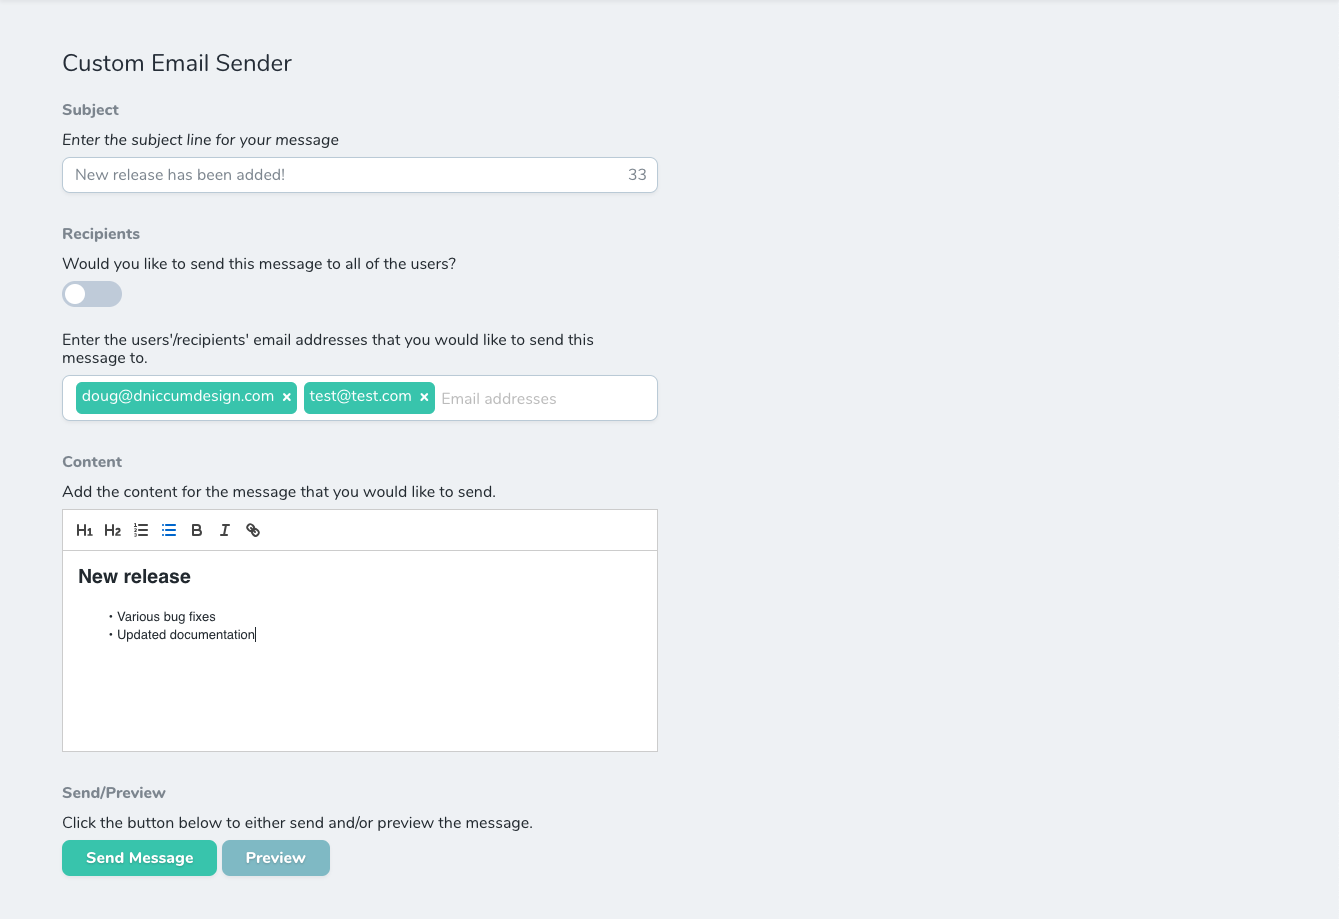 Custom Email Sender
Subject
Enter the subject line for your message
New release has been added! 33
Recipients
Would you like to send this message to all of the users?
Enter the users'/recipients' email addresses that you would like to send this
message to.
doug@dniccumdesign.com × test@test.com × Email addresses
Content
Add the content for the message that you would like to send.
H1 H2 B I
New release
• Various bug fixes
• Updated documentation
Send/Preview
Click the button below to either send and/or preview the message.
Send Message Preview